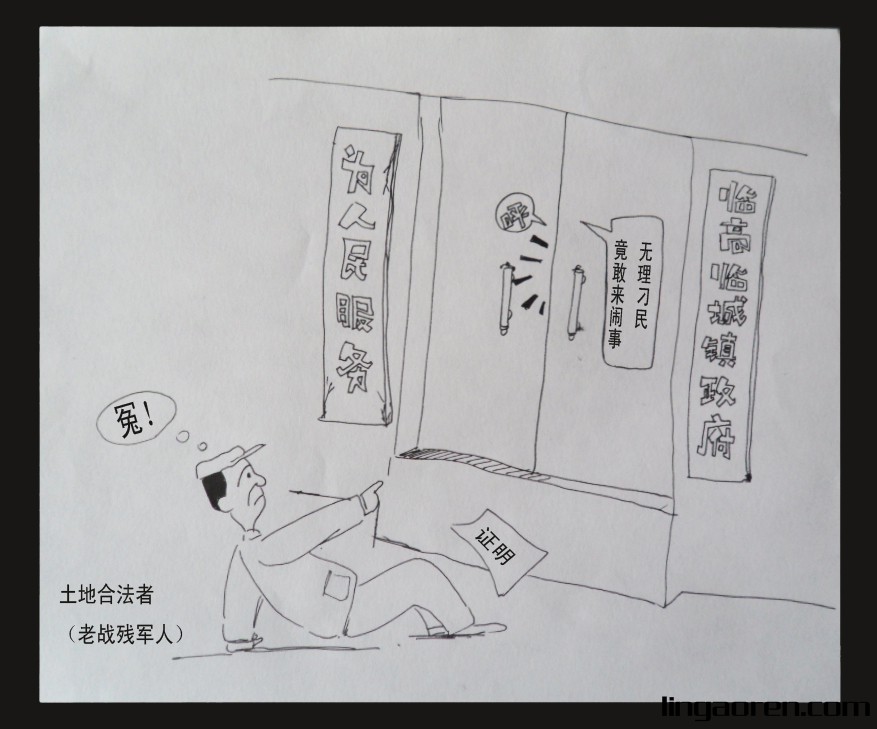 为人民服务
呯
无理刁民
竟敢来闹事
临高临城镇政府
冤！
证明
土地合法者
（老战残军人）
lingaoren.com